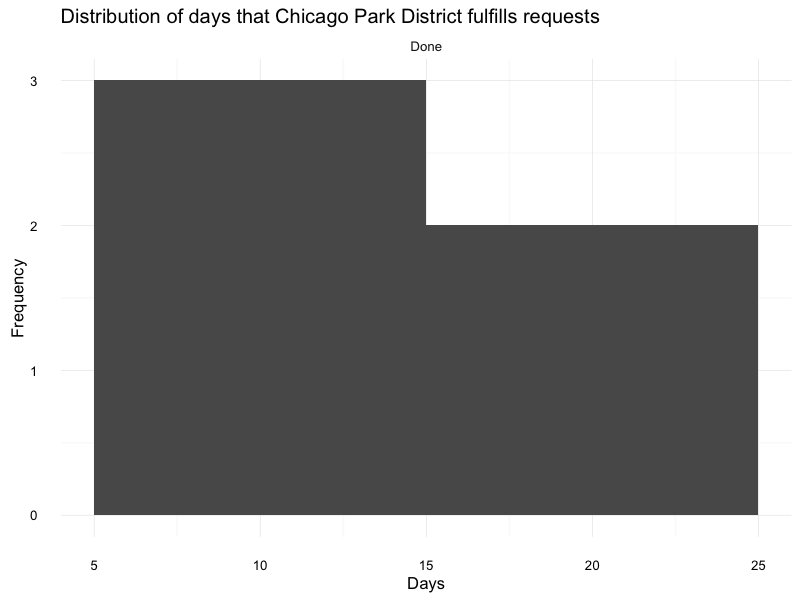 Distribution of days that Chicago Park District fulfills requests
Done
3
2
1
0
Frequency
5 10 15 20 25
Days